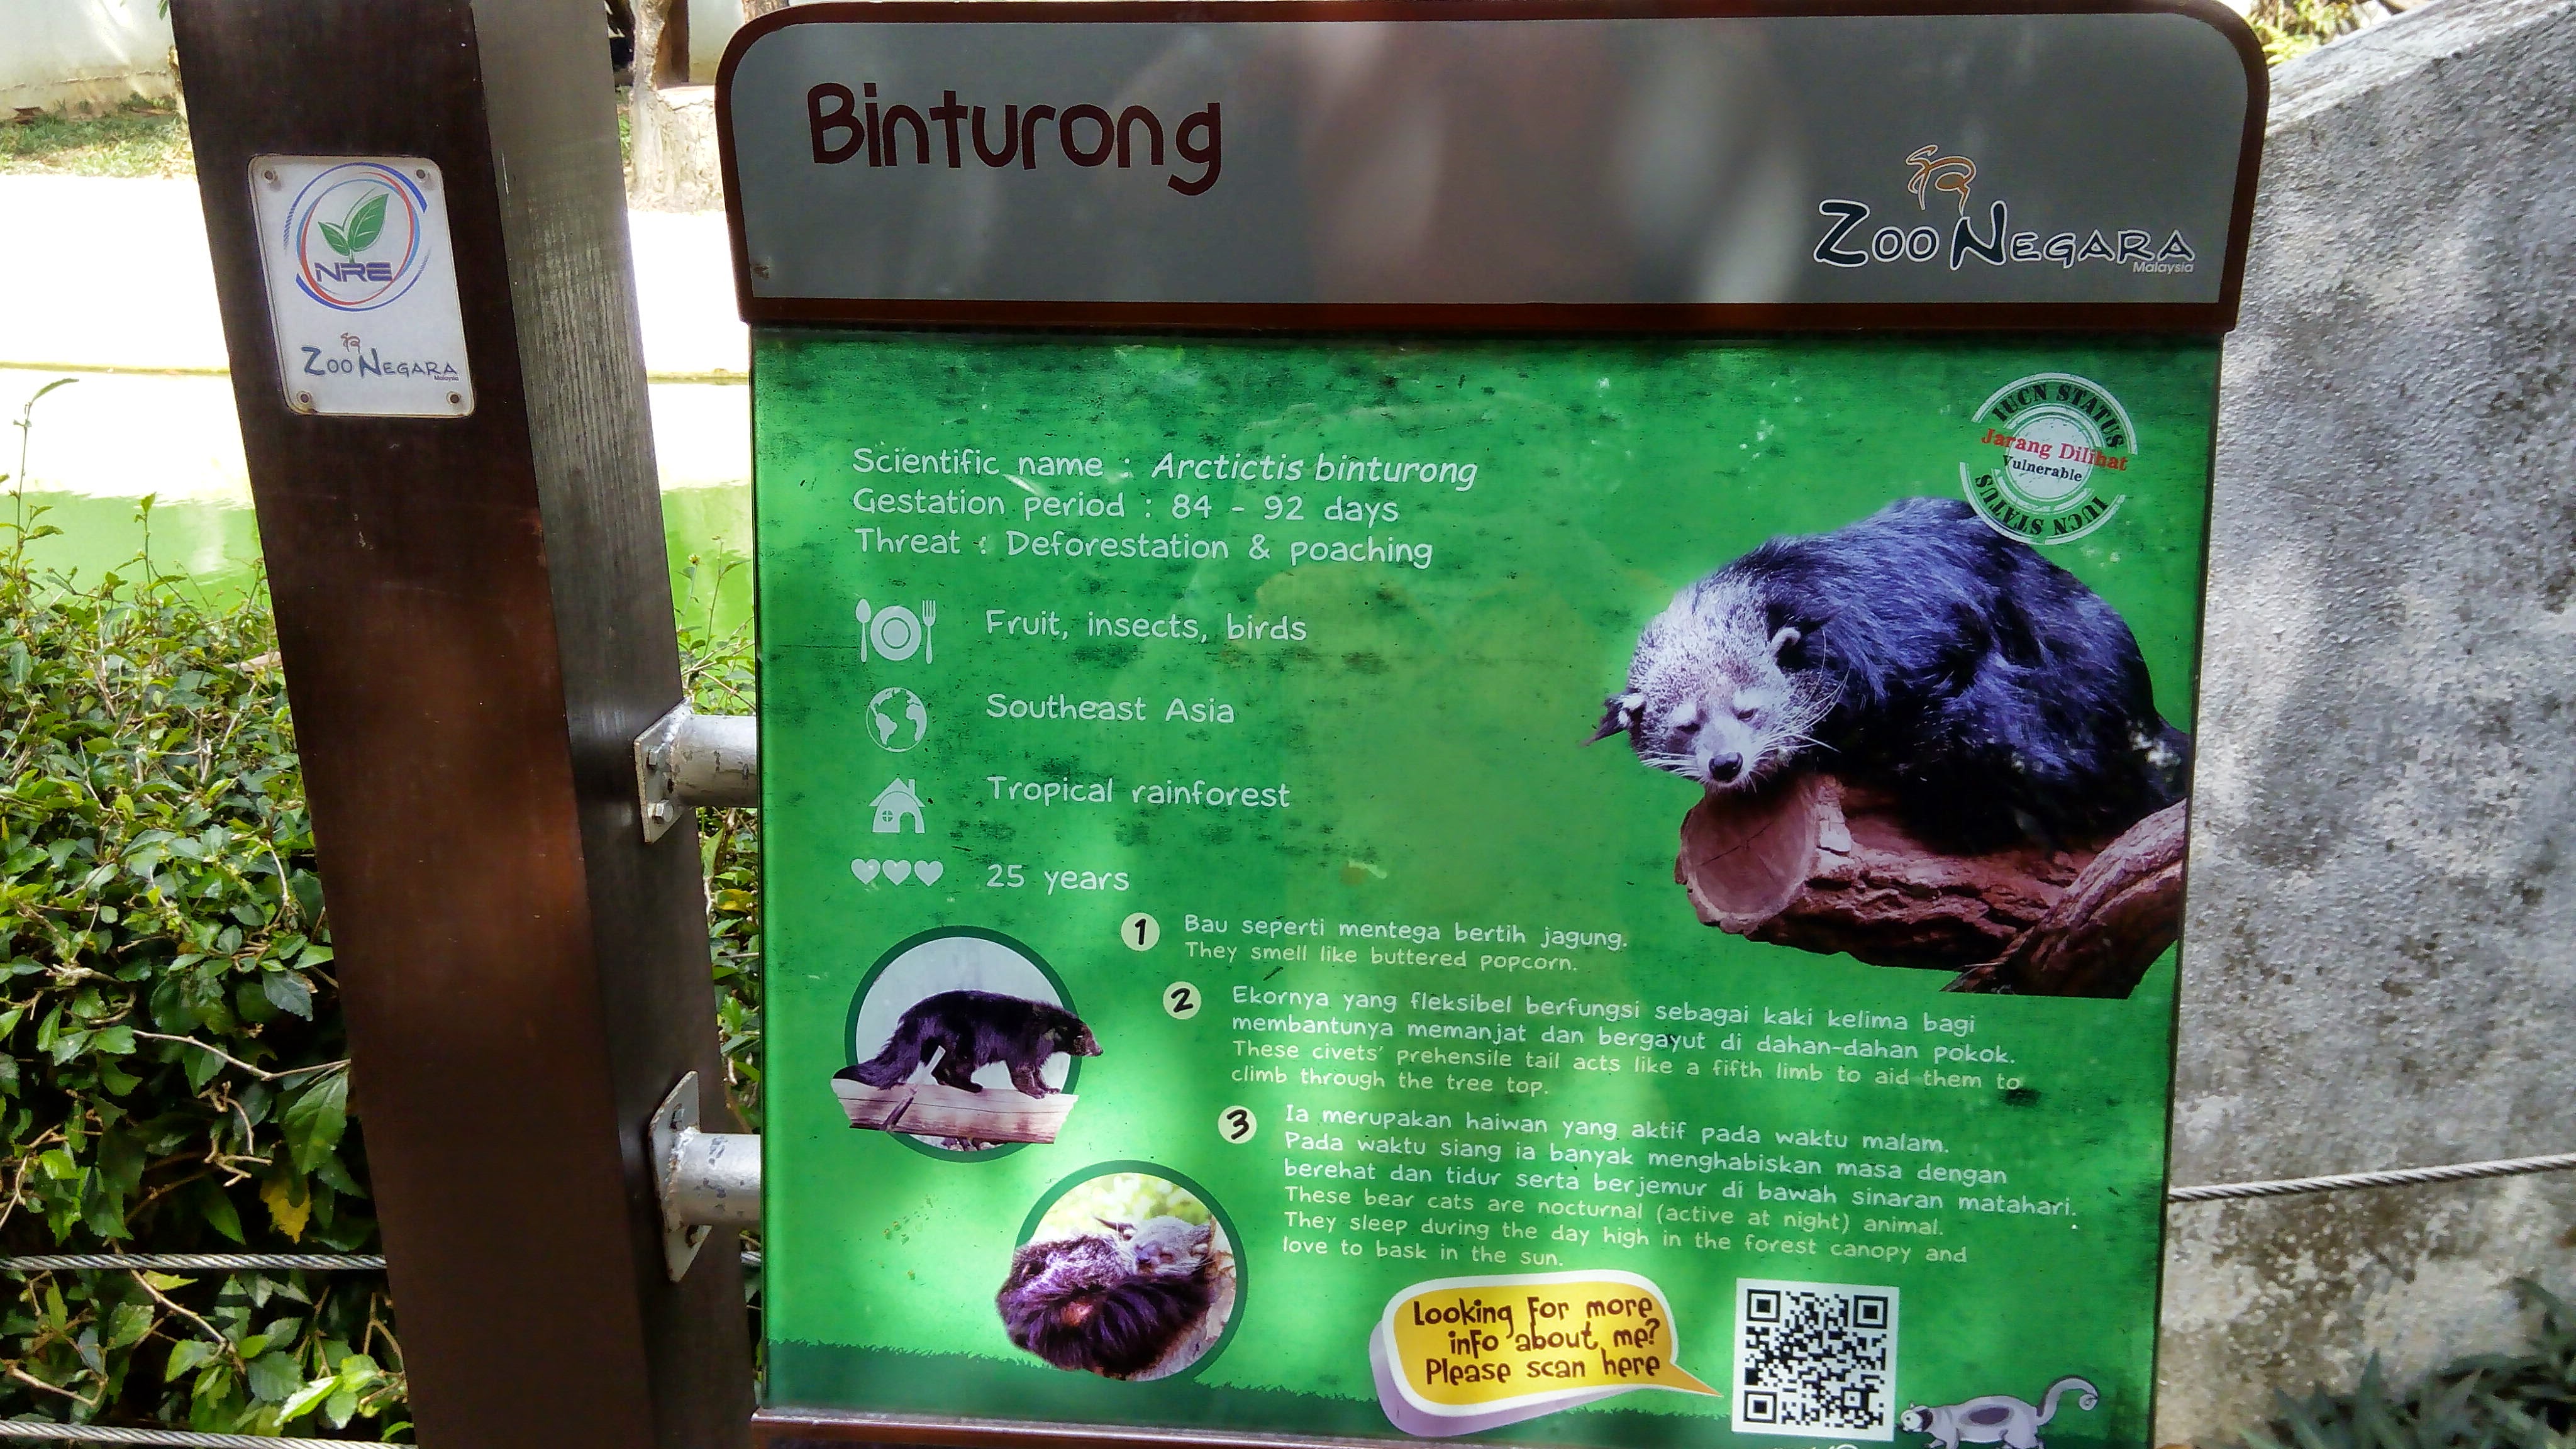 Binturong
Zoo Negara
Malaysia
NRE
Zoo Negara
Malaysia
IUCN STATUS
Jarang Dilihat
Vulnerable
IUCN STATUS
Scientific name : Arctictis binturong
Gestation period : 84 - 92 days
Threat : Deforestation & poaching
Fruit, insects, birds
Southeast Asia
Tropical rainforest
25 years
1 Bau seperti mentega bertih jagung.
They smell like buttered popcorn.
2 Ekornya yang fleksibel berfungsi sebagai kaki kelima bagi
membantunya memanjat dan bergayut di dahan-dahan pokok.
These civets' prehensile tail acts like a fifth limb to aid them to
climb through the tree top.
3 Ia merupakan haiwan yang aktif pada waktu malam.
Pada waktu siang ia banyak menghabiskan masa dengan
berehat dan tidur serta berjemur di bawah sinaran matahari.
These bear cats are nocturnal (active at night) animal.
They sleep during the day high in the forest canopy and
love to bask in the sun.
Looking for more
info about me?
Please scan here